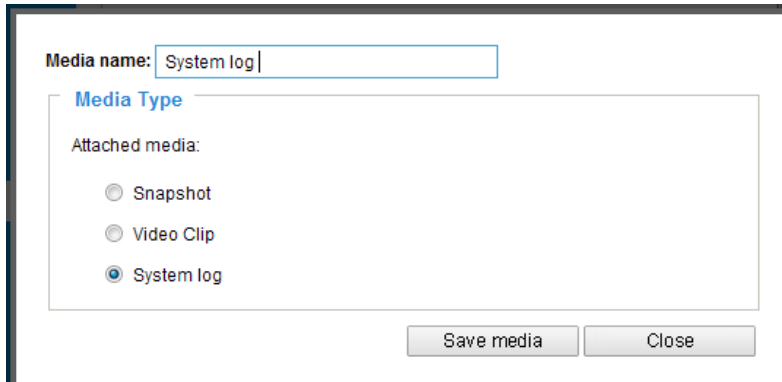 Media name: System log
Media Type
Attached media:
Snapshot
Video Clip
System log
Save media Close